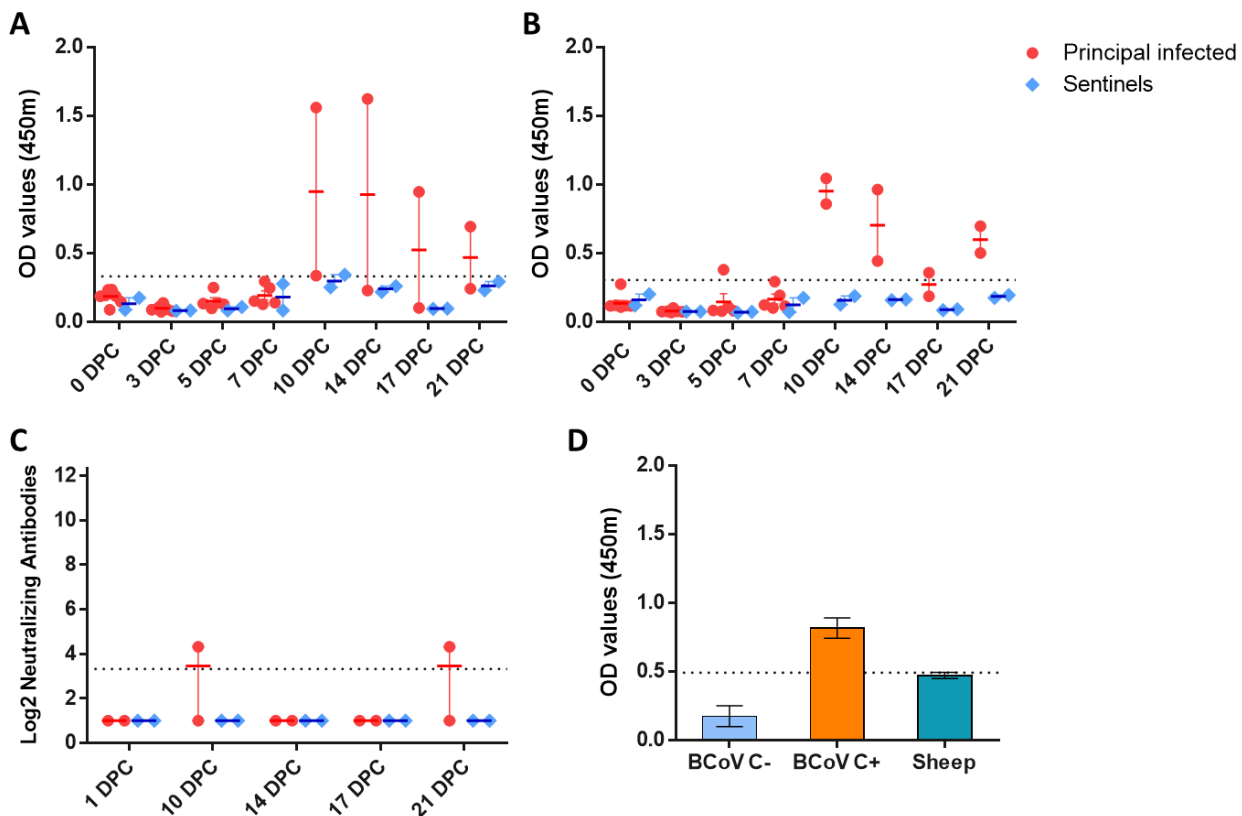 A
B
2.0
1.5
1.0
0.5
0.0
OD values (450m)
0 DPC
3 DPC
5 DPC
7 DPC
10 DPC
14 DPC
17 DPC
21 DPC
2.0
1.5
1.0
0.5
0.0
OD values (450m)
0 DPC
3 DPC
5 DPC
7 DPC
10 DPC
14 DPC
17 DPC
21 DPC
Principal infected
Sentinels
C
D
12
10
8
6
4
2
0
Log2 Neutralizing Antibodies
1 DPC
10 DPC
14 DPC
17 DPC
21 DPC
2.0
1.5
1.0
0.5
0.0
OD values (450m)
BCoV C-
BCoV C+
Sheep